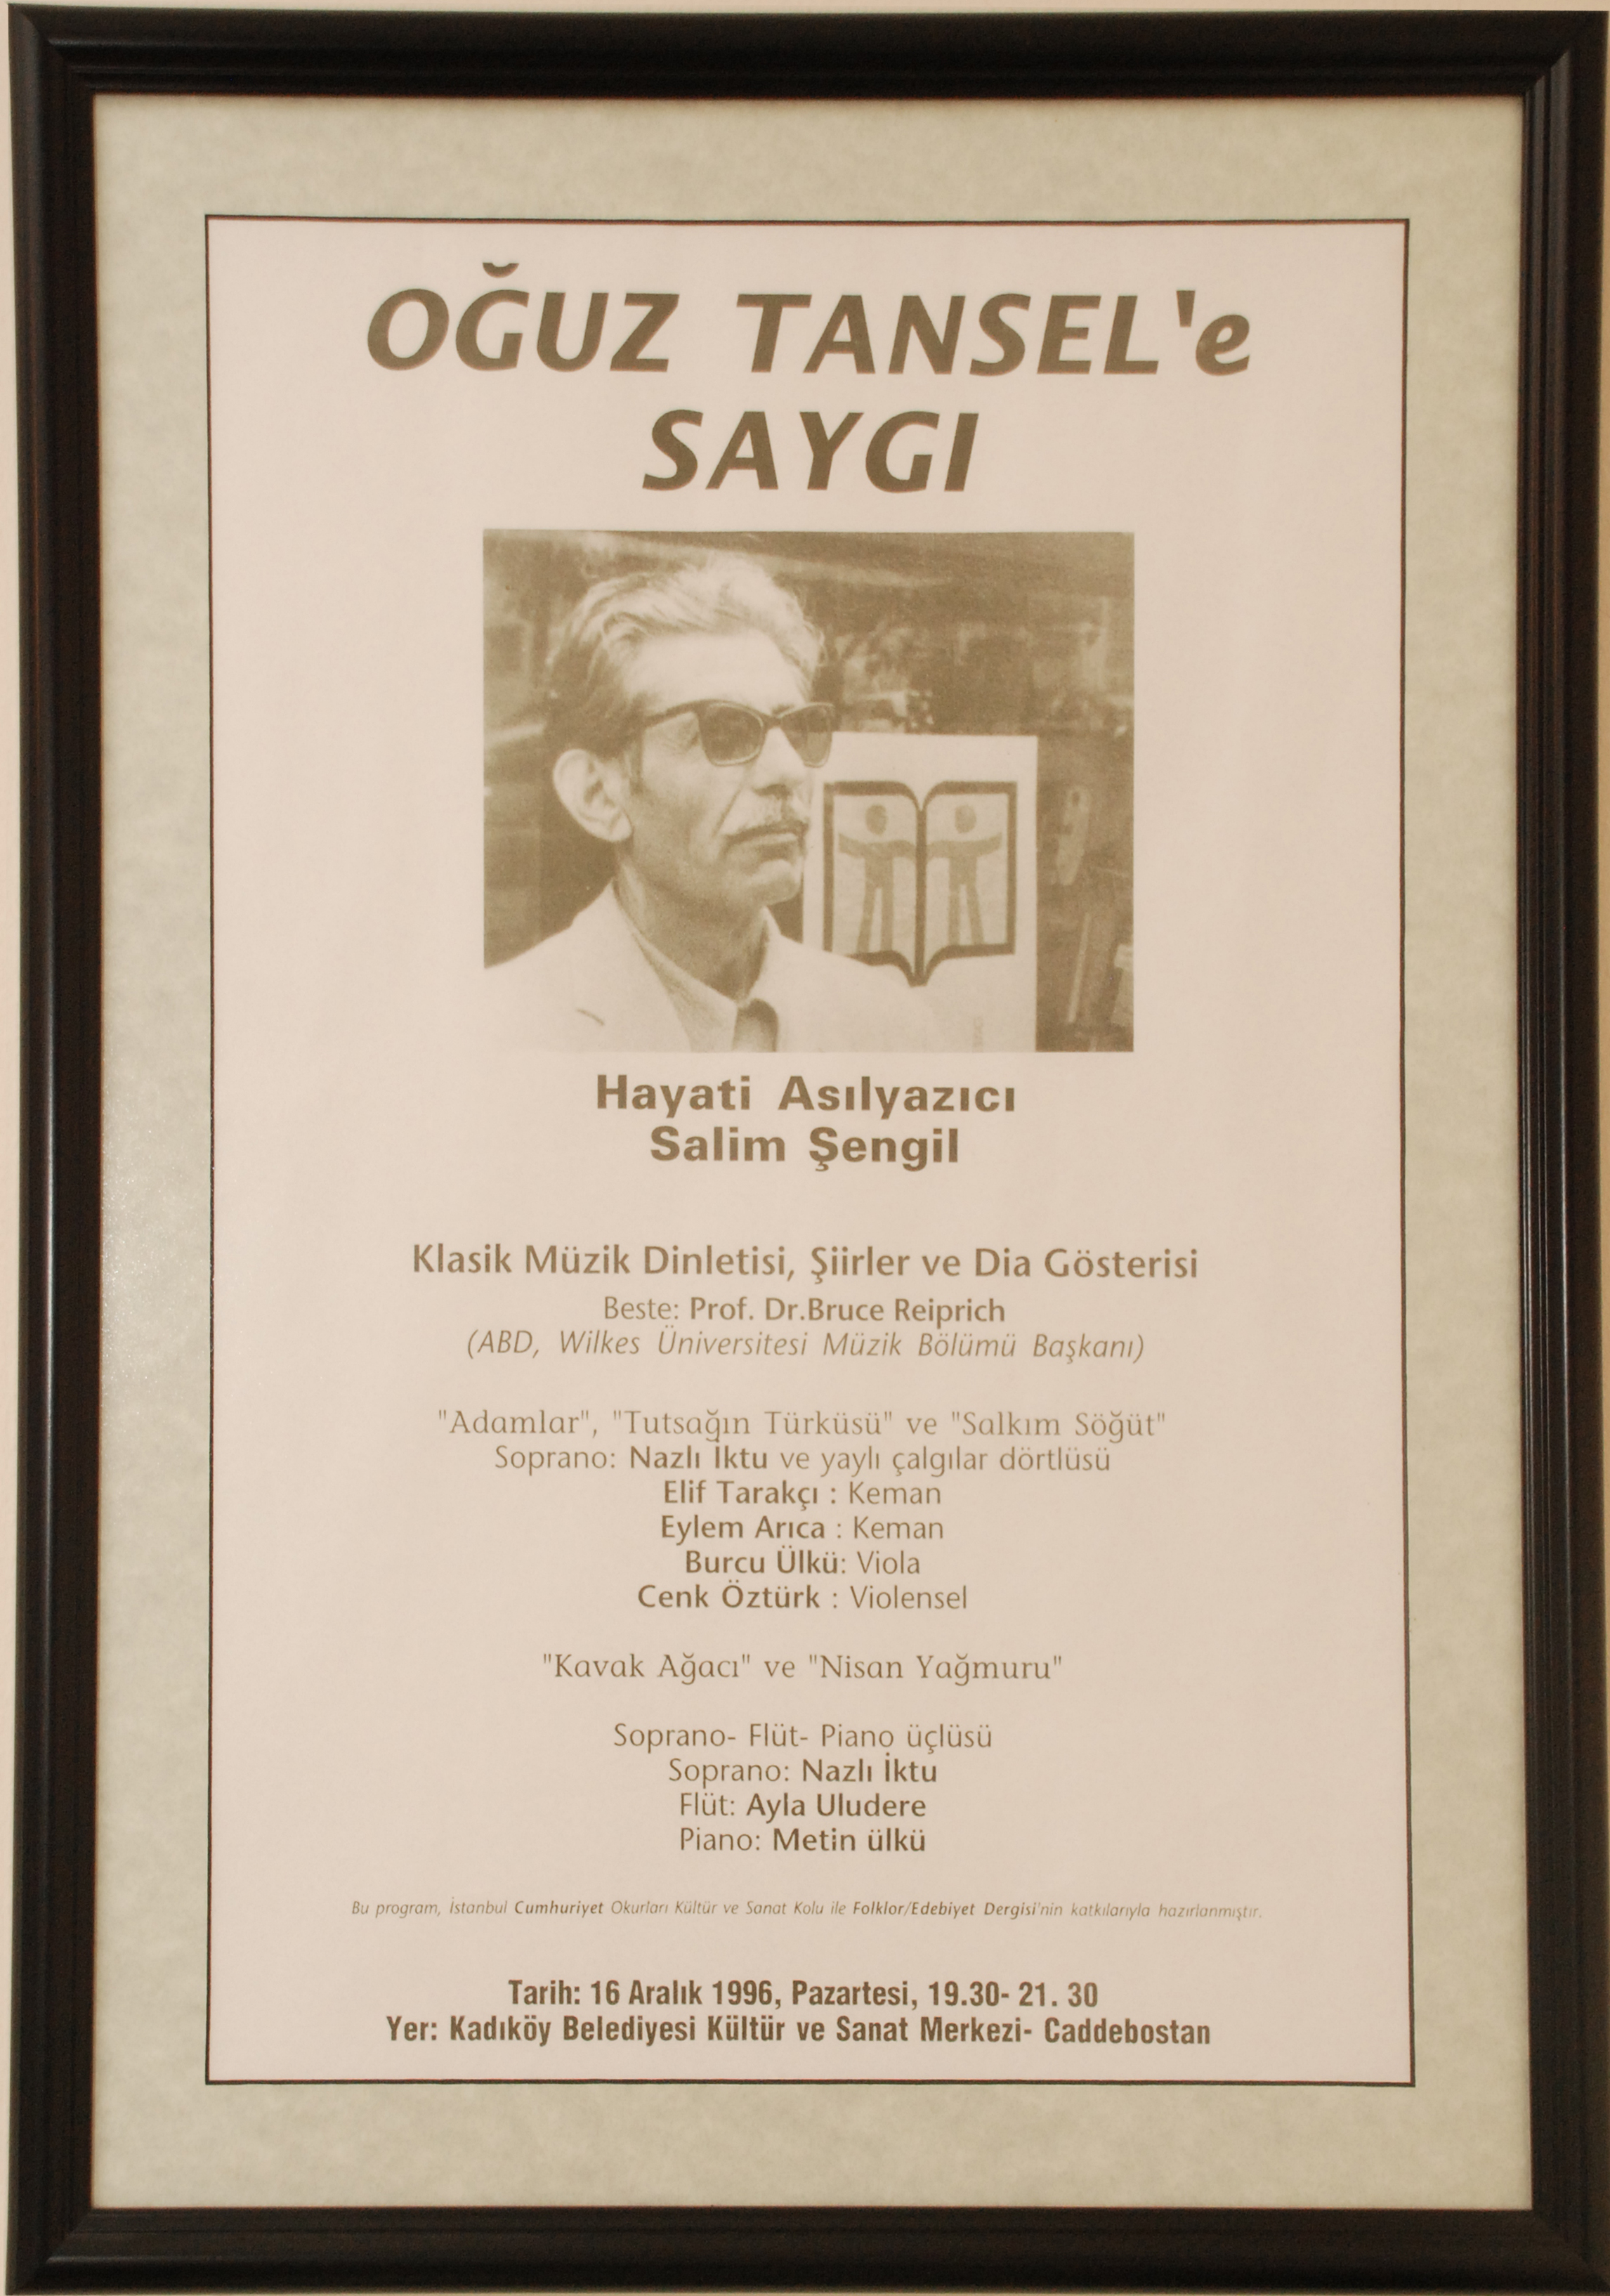 OĞUZ TANSEL'e
SAYGI
Hayati Asılyazıcı
Salim Şengil
Klasik Müzik Dinletisi, Şiirler ve Dia Gösterisi
Beste: Prof. Dr.Bruce Reiprich
(ABD, Wilkes Üniversitesi Müzik Bölümü Başkanı)
"Adamlar", "Tutsağın Türküsü" ve "Salkım Söğüt"
Soprano: Nazlı İktu ve yaylı çalgılar dörtlüsü
Elif Tarakçı : Keman
Eylem Arıca : Keman
Burcu Ülkü: Viola
Cenk Öztürk : Violensel
"Kavak Ağacı" ve "Nisan Yağmuru"
Soprano- Flüt- Piano üçlüsü
Soprano: Nazlı İktu
Flüt: Ayla Uludere
Piano: Metin ülkü
Bu program, İstanbul Cumhuriyet Okurları Kültür ve Sanat Kolu ile Folklor/Edebiyet Dergisi'nin katkılarıyla hazırlanmıştır.
Tarih: 16 Aralık 1996, Pazartesi, 19.30- 21. 30
Yer: Kadıköy Belediyesi Kültür ve Sanat Merkezi- Caddebostan